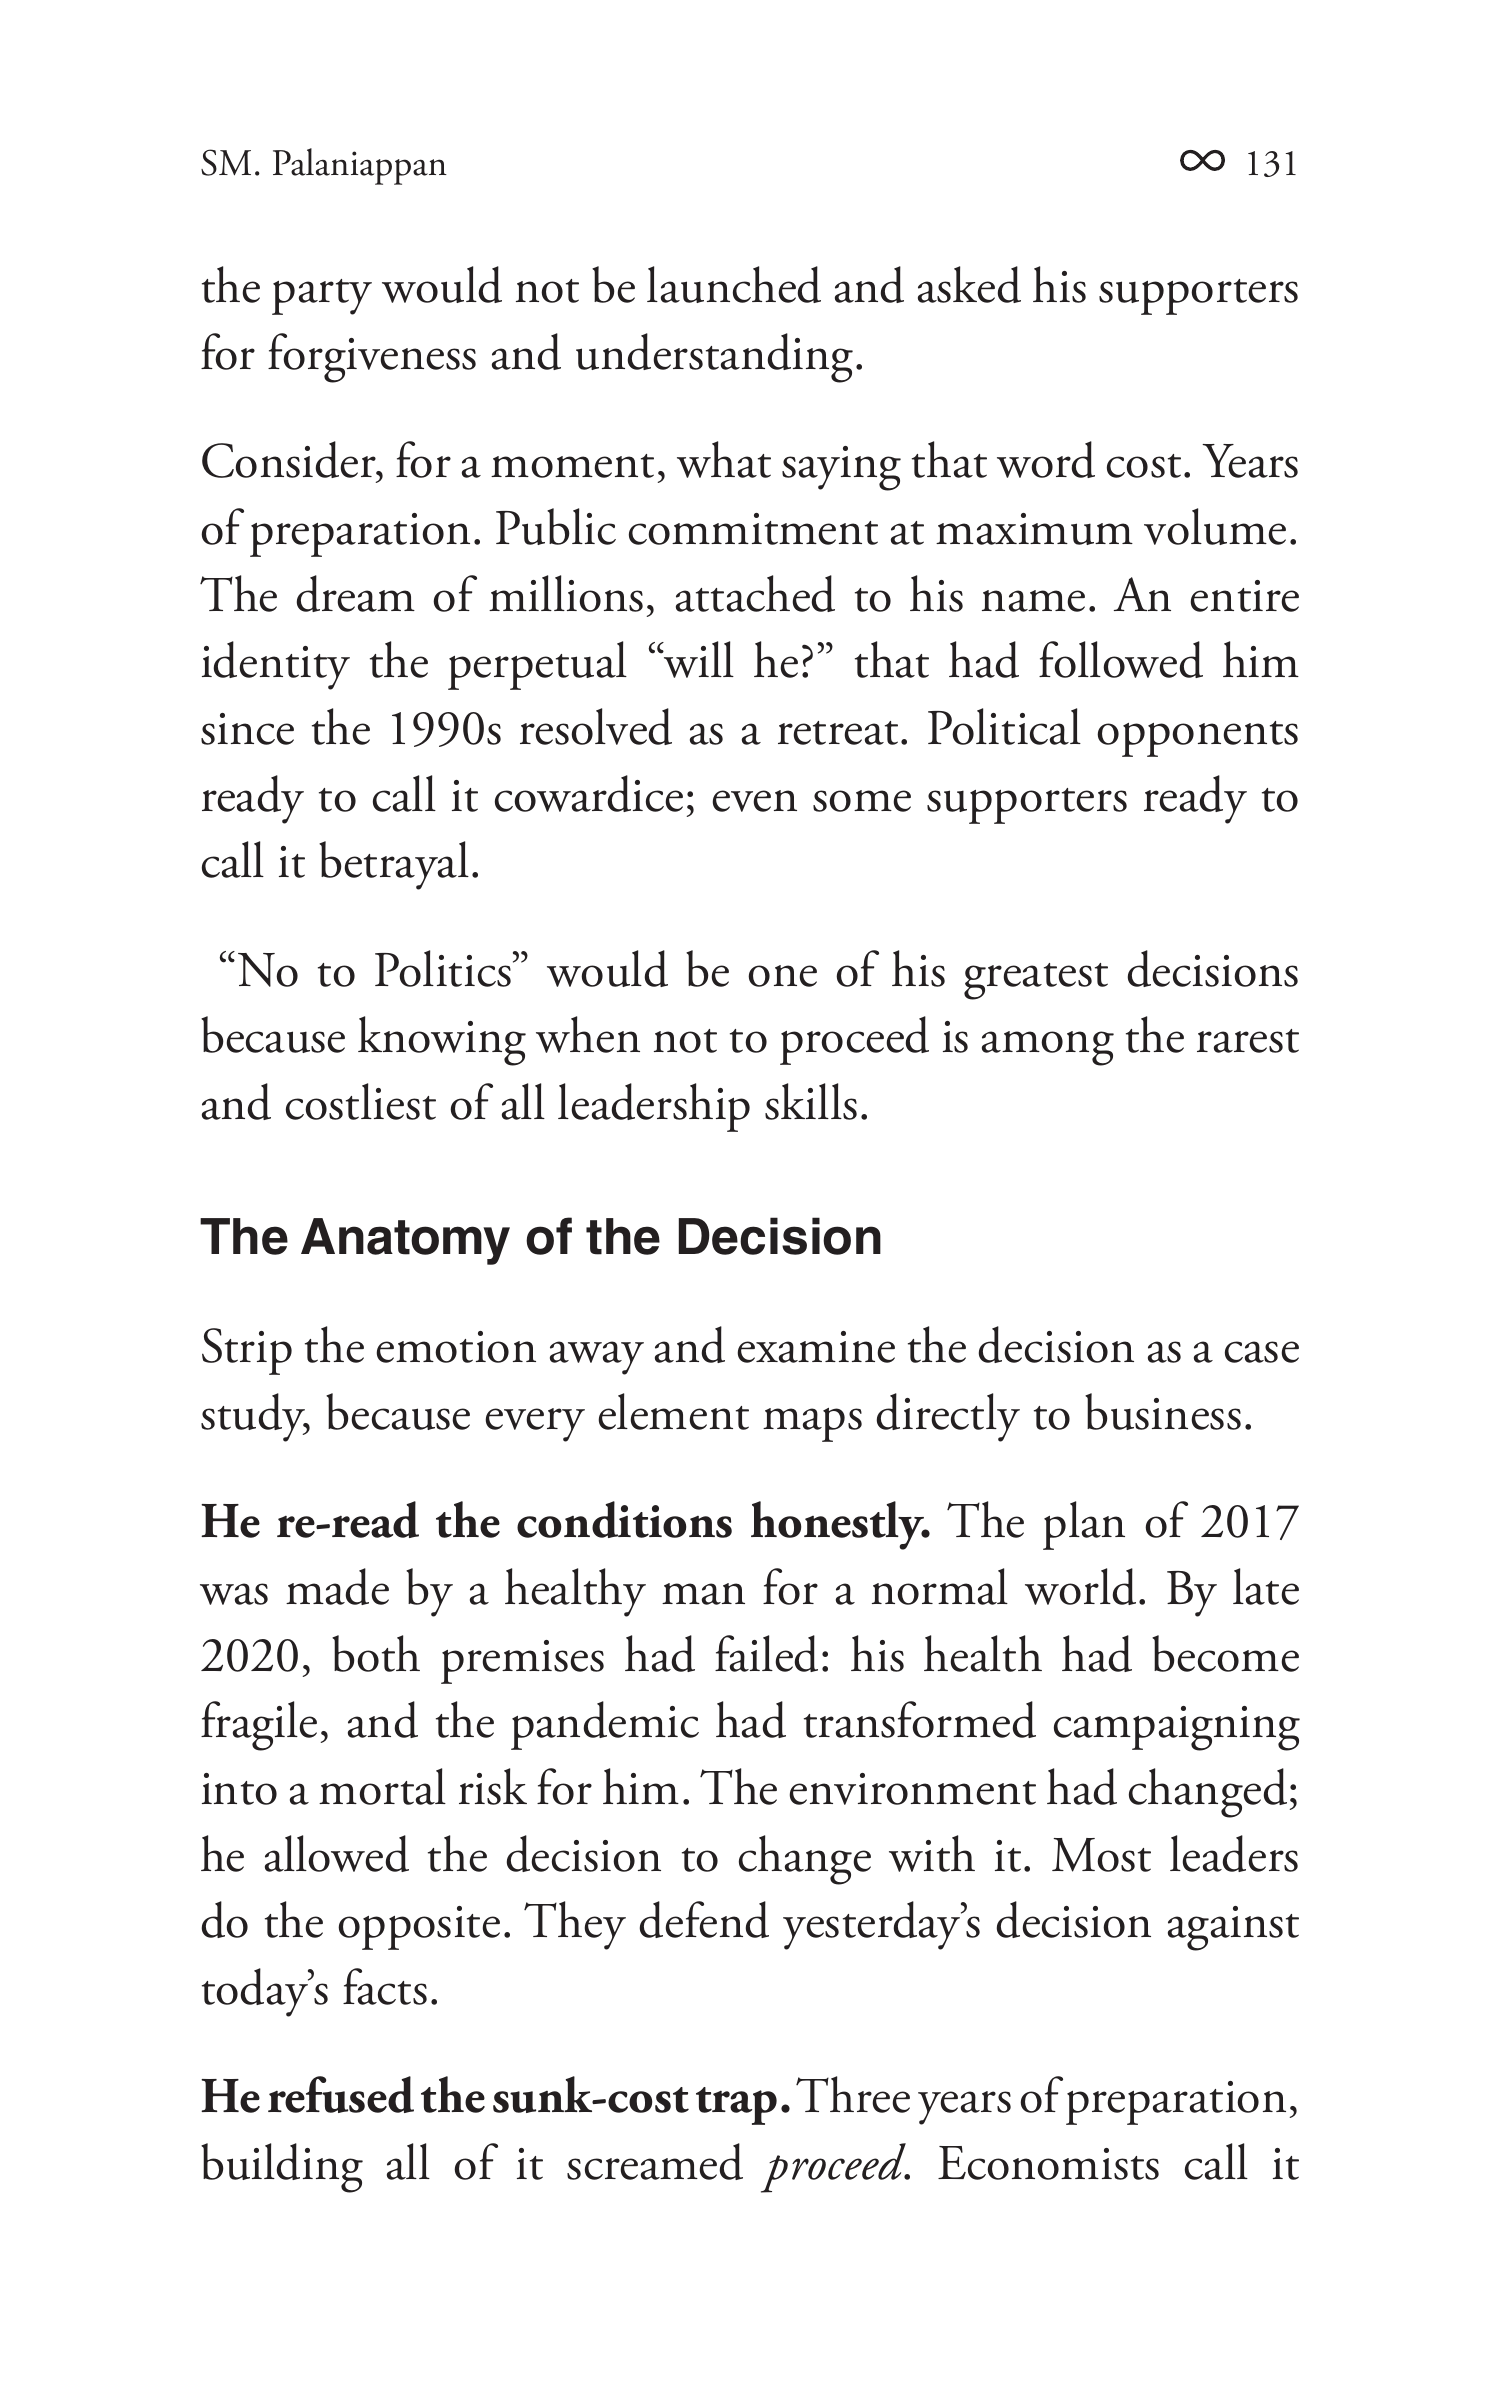 SM. Palaniappan ∞ 131
the party would not be launched and asked his supporters
for forgiveness and understanding.
Consider, for a moment, what saying that word cost. Years
of preparation. Public commitment at maximum volume.
The dream of millions, attached to his name. An entire
identity the perpetual “will he?” that had followed him
since the 1990s resolved as a retreat. Political opponents
ready to call it cowardice; even some supporters ready to
call it betrayal.
“No to Politics” would be one of his greatest decisions
because knowing when not to proceed is among the rarest
and costliest of all leadership skills.
The Anatomy of the Decision
Strip the emotion away and examine the decision as a case
study, because every element maps directly to business.
He re-read the conditions honestly. The plan of 2017
was made by a healthy man for a normal world. By late
2020, both premises had failed: his health had become
fragile, and the pandemic had transformed campaigning
into a mortal risk for him. The environment had changed;
he allowed the decision to change with it. Most leaders
do the opposite. They defend yesterday’s decision against
today’s facts.
He refused the sunk-cost trap. Three years of preparation,
building all of it screamed proceed. Economists call it